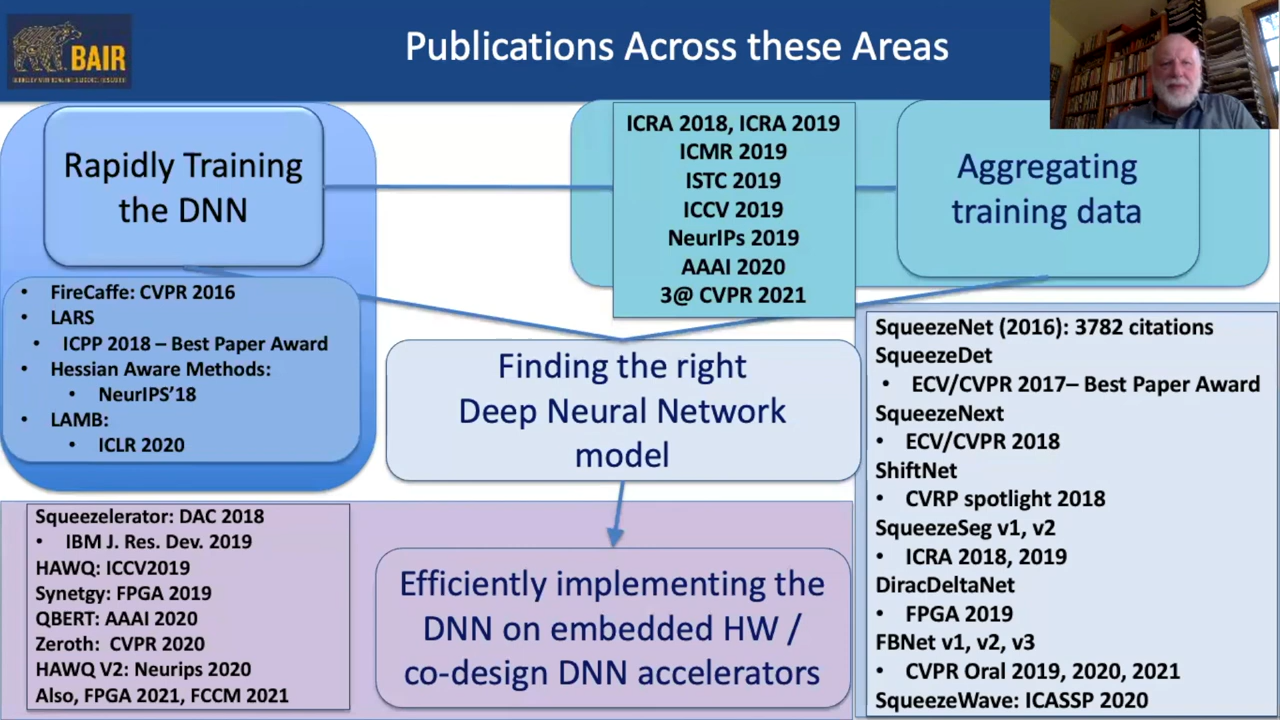 BAIR
Publications Across these Areas
Rapidly Training
the DNN
• FireCaffe: CVPR 2016
• LARS
• ICPP 2018 – Best Paper Award
• Hessian Aware Methods:
• NeurIPS'18
• LAMB:
• ICLR 2020
ICRA 2018, ICRA 2019
ICMR 2019
ISTC 2019
ICCV 2019
NeurIPs 2019
AAAI 2020
3@ CVPR 2021
Aggregating
training data
Finding the right
Deep Neural Network
model
SqueezeNet (2016): 3782 citations
SqueezeDet
• ECV/CVPR 2017– Best Paper Award
SqueezeNext
• ECV/CVPR 2018
ShiftNet
• CVRP spotlight 2018
SqueezeSeg v1, v2
• ICRA 2018, 2019
DiracDeltaNet
• FPGA 2019
FBNet v1, v2, v3
• CVPR Oral 2019, 2020, 2021
SqueezeWave: ICASSP 2020
Squeezelerator: DAC 2018
• IBM J. Res. Dev. 2019
HAWQ: ICCV2019
Synetgy: FPGA 2019
QBERT: AAAI 2020
Zeroth: CVPR 2020
HAWQ V2: Neurips 2020
Also, FPGA 2021, FCCM 2021
Efficiently implementing the
DNN on embedded HW /
co-design DNN accelerators